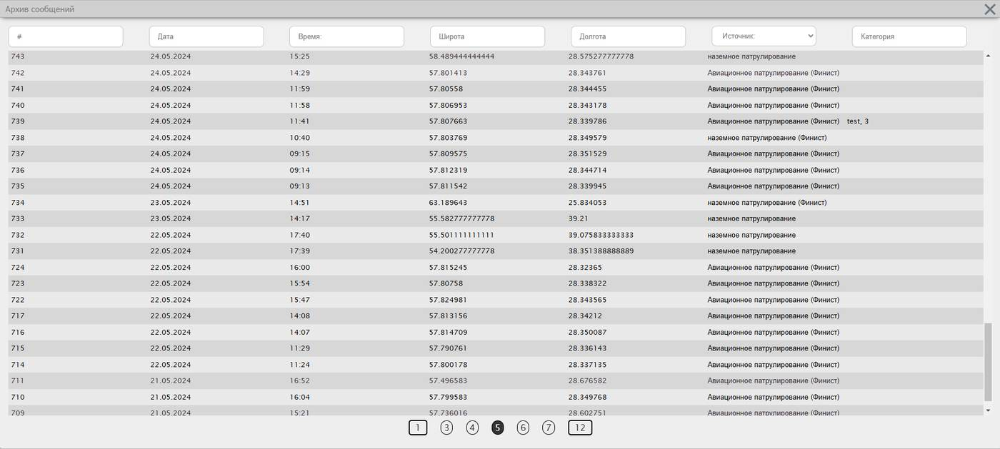 Архив сообщений
# Дата Время: Широта Долгота Источник: Категория
743 24.05.2024 15:25 58.489444444444 28.575277777778 наземное патрулирование
742 24.05.2024 14:29 57.801413 28.343761 Авиационное патрулирование (Финист)
741 24.05.2024 11:59 57.80558 28.344455 Авиационное патрулирование (Финист)
740 24.05.2024 11:58 57.806953 28.343178 Авиационное патрулирование (Финист)
739 24.05.2024 11:41 57.807663 28.339786 Авиационное патрулирование (Финист) test, 3
738 24.05.2024 10:40 57.803769 28.349579 наземное патрулирование (Финист)
737 24.05.2024 09:15 57.809575 28.351529 Авиационное патрулирование (Финист)
736 24.05.2024 09:14 57.812319 28.344714 Авиационное патрулирование (Финист)
735 24.05.2024 09:13 57.811542 28.339945 Авиационное патрулирование (Финист)
734 23.05.2024 14:51 63.189643 25.834053 наземное патрулирование (Финист)
733 23.05.2024 14:17 55.582777777778 39.21 наземное патрулирование
732 22.05.2024 17:40 55.501111111111 39.075833333333 наземное патрулирование
731 22.05.2024 17:39 54.200277777778 38.351388888889 наземное патрулирование
724 22.05.2024 16:00 57.815245 28.32365 Авиационное патрулирование (Финист)
723 22.05.2024 15:54 57.80758 28.338322 Авиационное патрулирование (Финист)
722 22.05.2024 15:47 57.824981 28.343565 Авиационное патрулирование (Финист)
717 22.05.2024 14:08 57.813156 28.34212 Авиационное патрулирование (Финист)
716 22.05.2024 14:07 57.814709 28.350087 Авиационное патрулирование (Финист)
715 22.05.2024 11:29 57.790761 28.336143 Авиационное патрулирование (Финист)
714 22.05.2024 11:24 57.800178 28.337135 Авиационное патрулирование (Финист)
711 21.05.2024 16:52 57.496583 28.676582 Авиационное патрулирование (Финист)
710 21.05.2024 16:04 57.799583 28.349768 Авиационное патрулирование (Финист)
709 21.05.2024 15:21 57.736016 28.602751 Авиационное патрулирование (Финист)
1 3 4 5 6 7 12